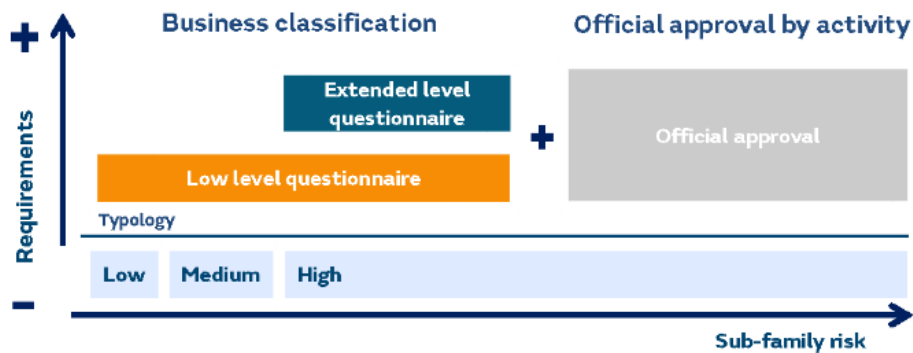 Business classification
Official approval by activity
+
Requirements
Extended level
questionnaire
+
Official approval
Low level questionnaire
Typology
Low
Medium
High
–
Sub-family risk